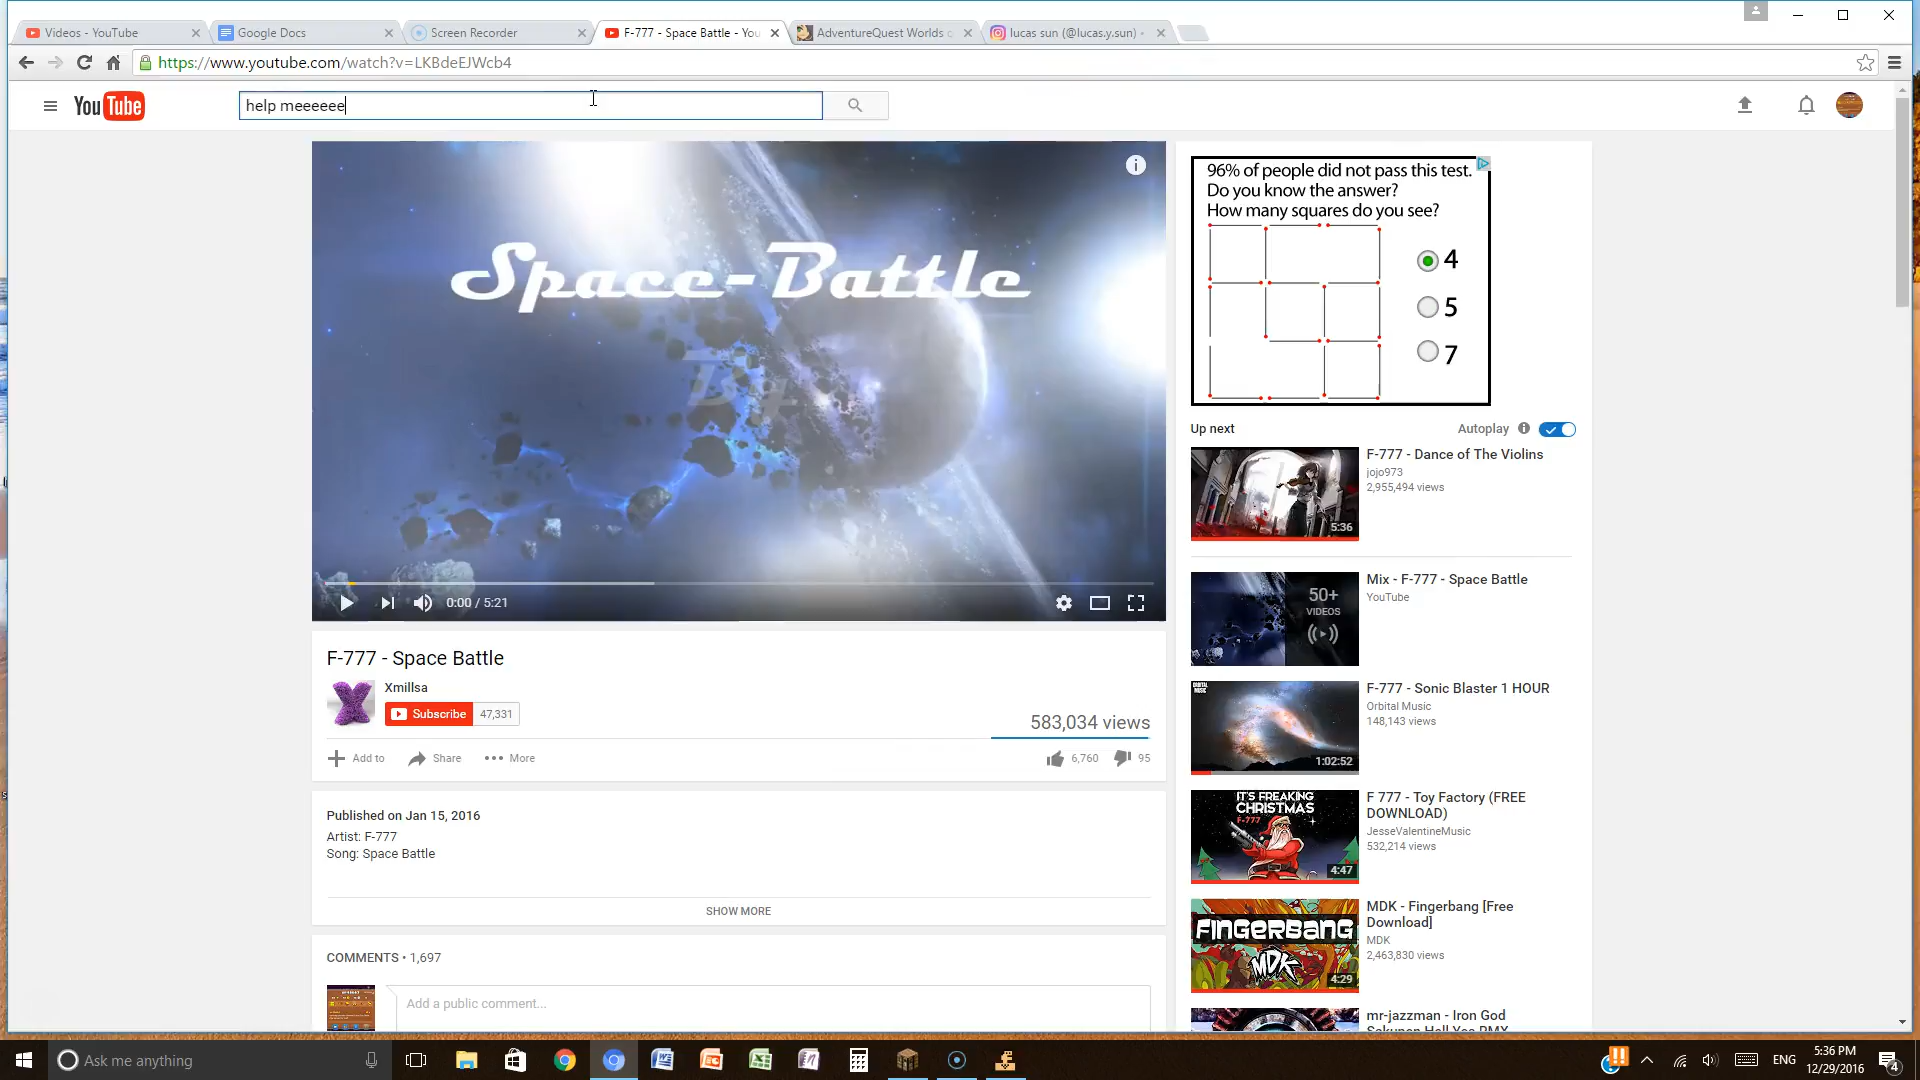 Videos - YouTube
Google Docs
Screen Recorder
F-777 - Space Battle - You
AdventureQuest Worlds
lucas sun (@lucas.y.sun) -
https://www.youtube.com/watch?v=LKBdeEJWcb4
YouTube
help meeeeeee
Space-Battle
By
0:00 / 5:21
96% of people did not pass this test.
Do you know the answer?
How many squares do you see?
4
5
7
Up next
Autoplay
F-777 - Dance of The Violins
jojo973
2,955,494 views
5:36
Mix - F-777 - Space Battle
YouTube
50+
VIDEOS
F-777 - Sonic Blaster 1 HOUR
Orbital Music
148,143 views
ORBITAL
MUSIC
1:02:52
F 777 - Toy Factory (FREE
DOWNLOAD)
JesseValentineMusic
532,214 views
IT'S FREAKING
CHRISTMAS
F-777
4:47
MDK - Fingerbang [Free
Download]
MDK
2,463,830 views
FINGERBANG
MDK
4:29
mr-jazzman - Iron God
F-777 - Space Battle
Xmillsa
Subscribe
47,331
583,034 views
Add to
Share
More
6,760
95
Published on Jan 15, 2016
Artist: F-777
Song: Space Battle
SHOW MORE
COMMENTS • 1,697
Add a public comment...
Ask me anything
ENG
5:36 PM
12/29/2016
4